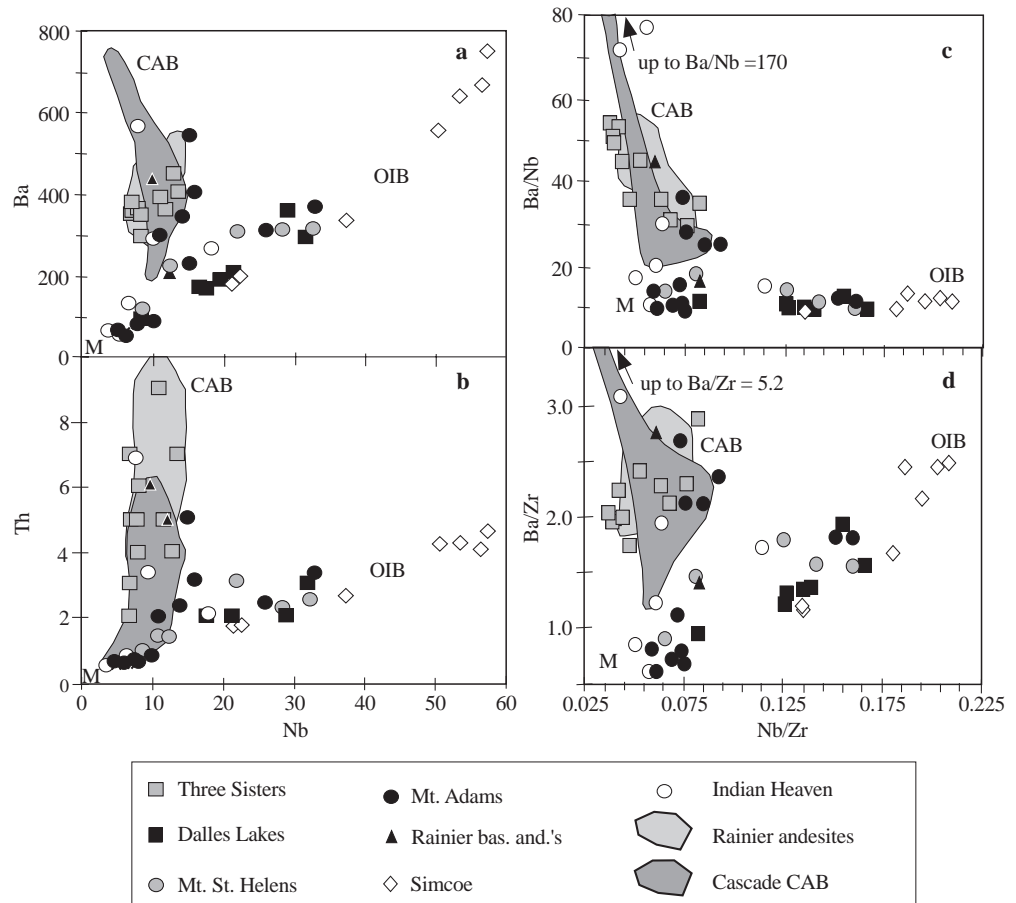 800
600
400
200
0
Ba
a
CAB
OIB
M
80
60
40
20
0
Ba/Nb
c
up to Ba/Nb =170
CAB
OIB
M
8
6
4
2
0
Th
b
CAB
OIB
M
0
10
20
30
40
50
60
Nb
3.0
2.0
1.0
Ba/Zr
d
up to Ba/Zr = 5.2
CAB
OIB
M
0.025
0.075
0.125
0.175
0.225
Nb/Zr
Three Sisters
Mt. Adams
Indian Heaven
Dalles Lakes
Rainier bas. and.'s
Rainier andesites
Mt. St. Helens
Simcoe
Cascade CAB